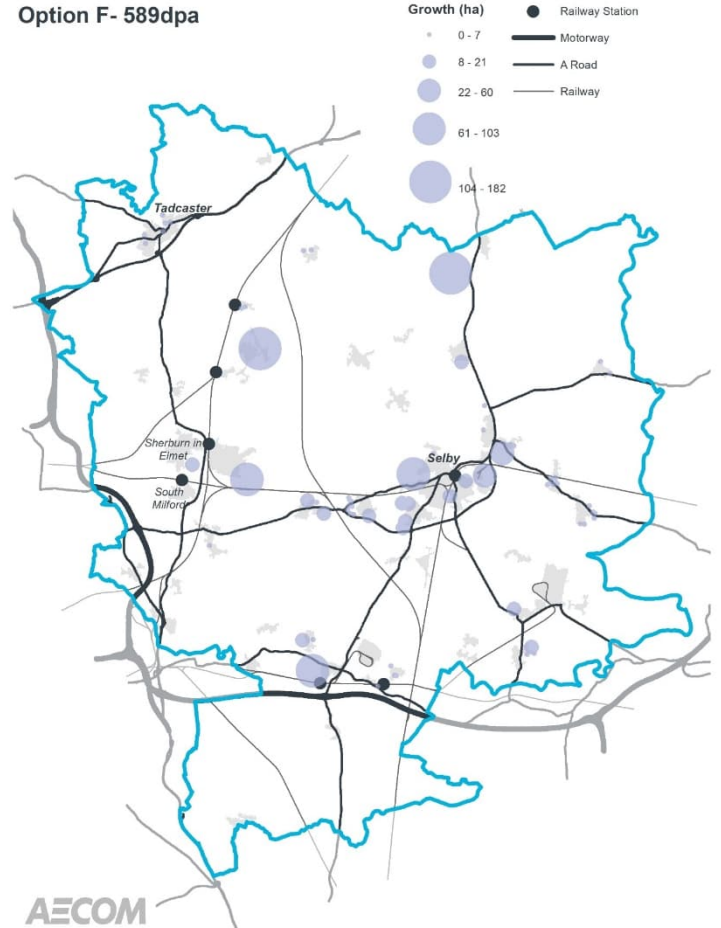 Option F- 589dpa
Growth (ha)
0 - 7
8 - 21
22 - 60
61 - 103
104 - 182
Railway Station
Motorway
A Road
Railway
Tadcaster
Sherburn in
Elmet
South
Milford
Selby
AECOM